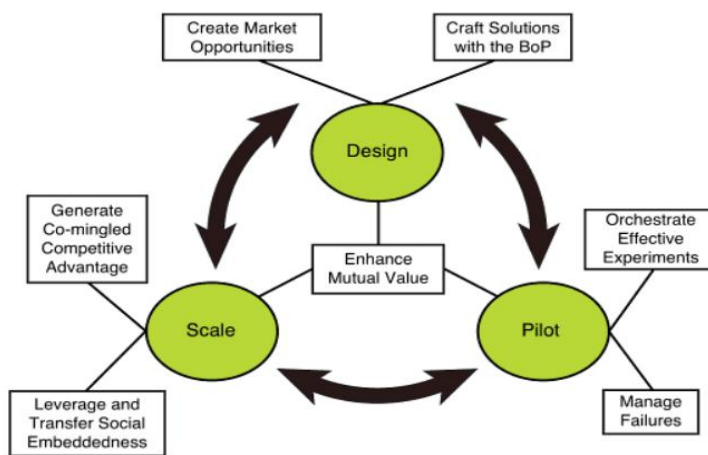 Create Market
Opportunities
Craft Solutions
with the BoP
Design
Generate
Co-mingled
Competitive
Advantage
Orchestrate
Effective
Experiments
Enhance
Mutual Value
Scale
Pilot
Leverage and
Transfer Social
Embeddedness
Manage
Failures